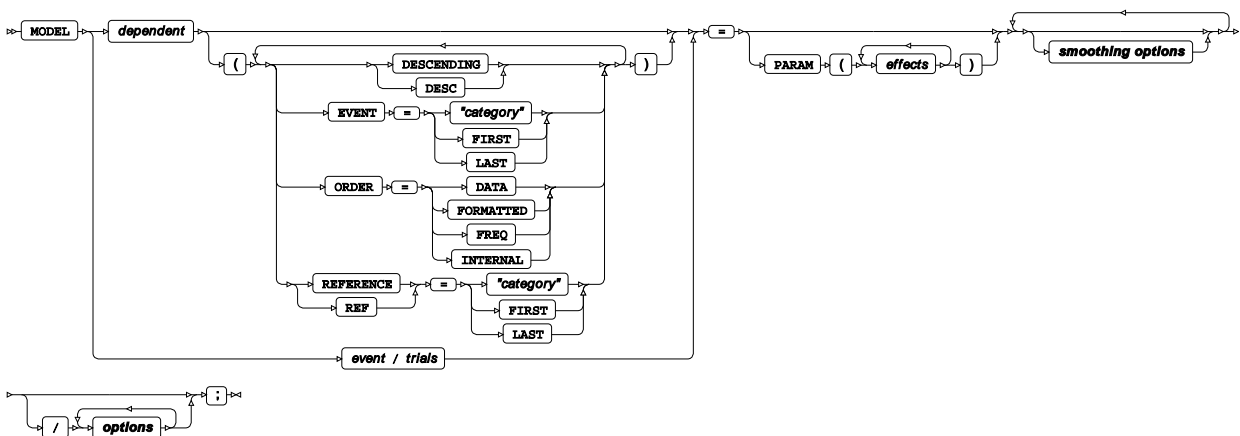 MODEL dependent = PARAM ( effects ) smoothing options
( DESCENDING )
DESC
EVENT = "category"
FIRST
LAST
ORDER = DATA
FORMATTED
FREQ
INTERNAL
REFERENCE = "category"
REF FIRST
LAST
event / trials
;
/ options